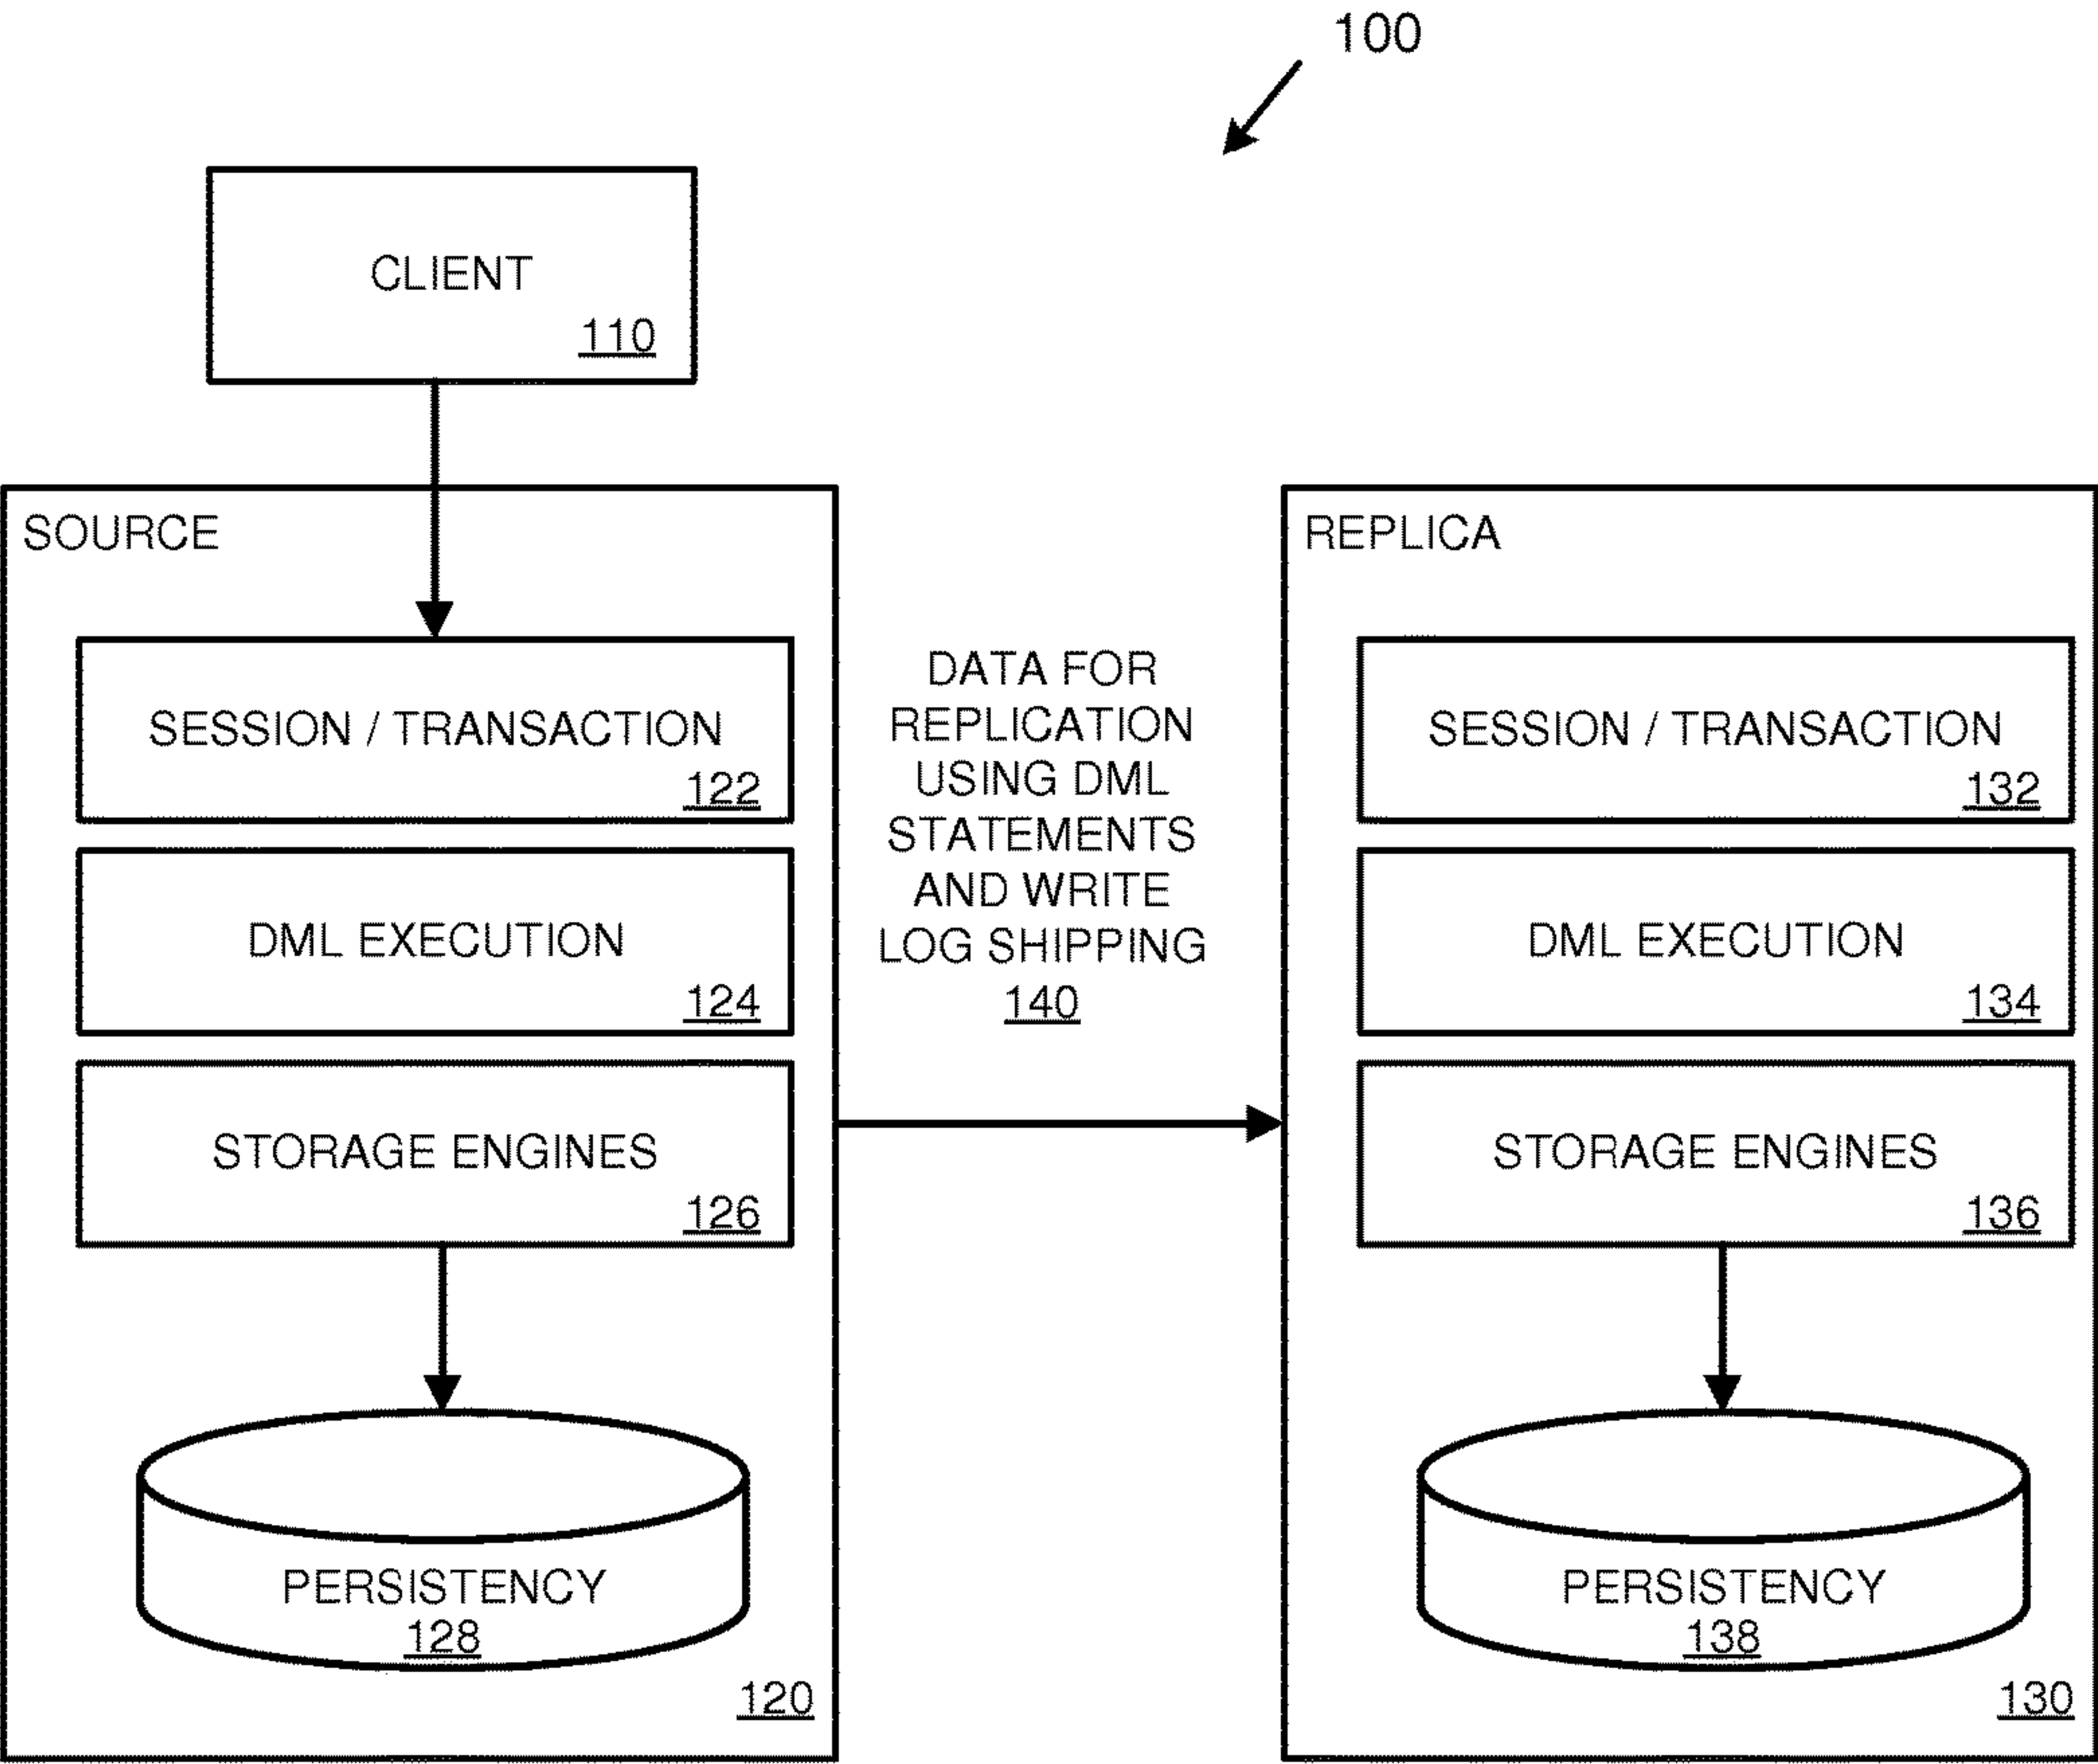 100
CLIENT
110
SOURCE
SESSION / TRANSACTION
122
DML EXECUTION
124
STORAGE ENGINES
126
PERSISTENCY
128
120
DATA FOR
REPLICATION
USING DML
STATEMENTS
AND WRITE
LOG SHIPPING
140
REPLICA
SESSION / TRANSACTION
132
DML EXECUTION
134
STORAGE ENGINES
136
PERSISTENCY
138
130